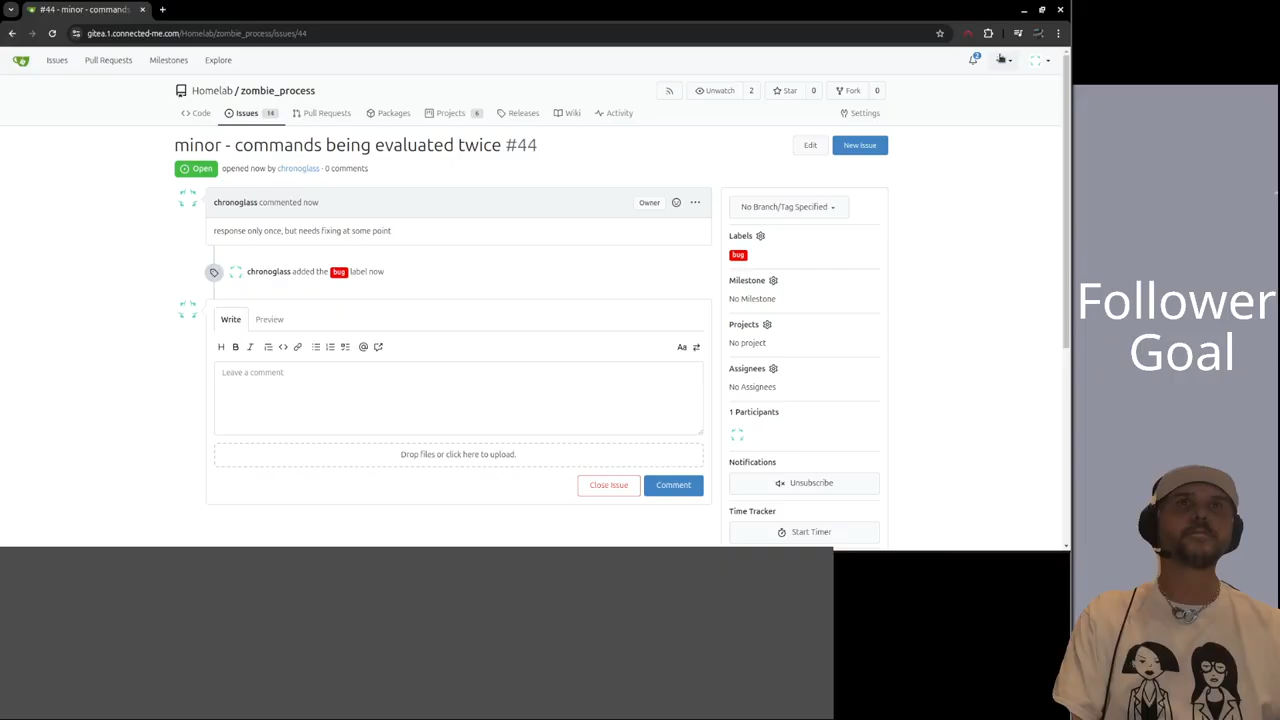 #44 - minor - commands
gitea.1.connected-me.com/Homelab/zombie_process/issues/44
Issues
Pull Requests
Milestones
Explore
2
Homelab / zombie_process
Unwatch 2
Star 0
Fork 0
Code
Issues 14
Pull Requests
Packages
Projects 6
Releases
Wiki
Activity
Settings
minor - commands being evaluated twice #44
Edit
New Issue
Open
opened now by chronoglass · 0 comments
chronoglass commented now
Owner
response only once, but needs fixing at some point
chronoglass added the bug label now
Write
Preview
H B I
Aa
Leave a comment
Drop files or click here to upload.
Close Issue
Comment
No Branch/Tag Specified
Labels
bug
Milestone
No Milestone
Projects
No project
Assignees
No Assignees
1 Participants
Notifications
Unsubscribe
Time Tracker
Start Timer
Follower
Goal